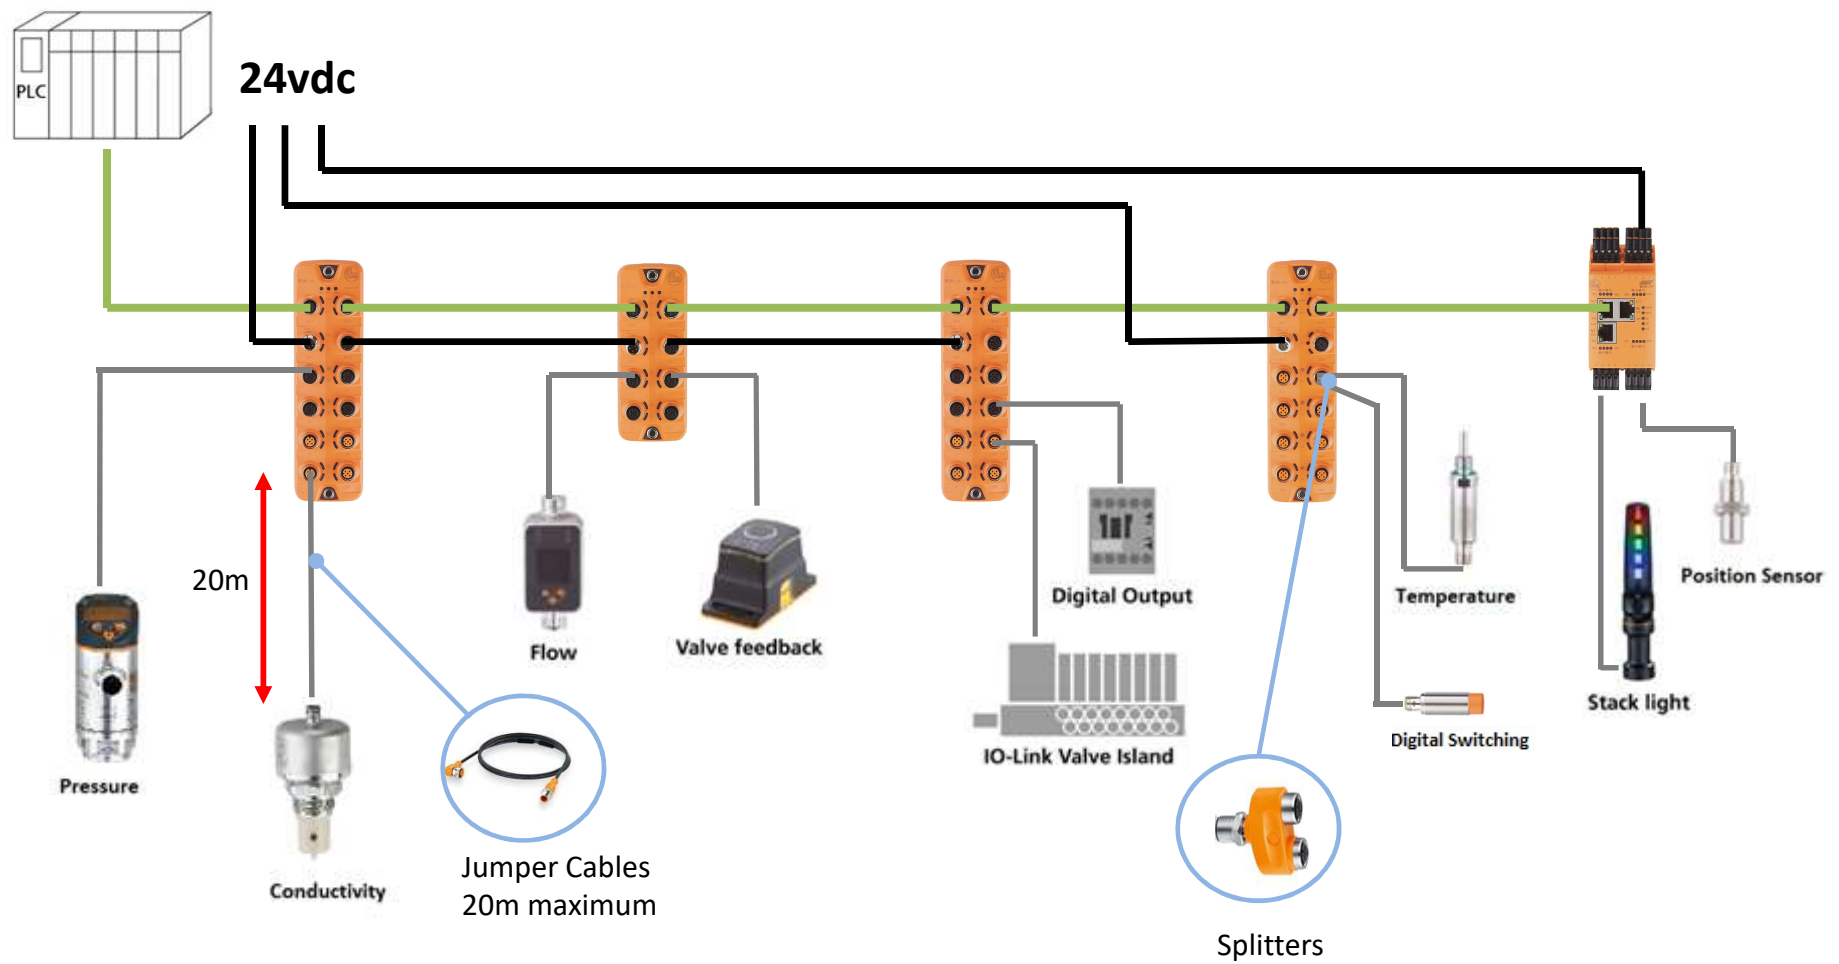 PLC
24vdc
20m
Pressure
Conductivity
Jumper Cables
20m maximum
Flow
Valve feedback
Digital Output
IO-Link Valve Island
Splitters
Temperature
Digital Switching
Stack light
Position Sensor